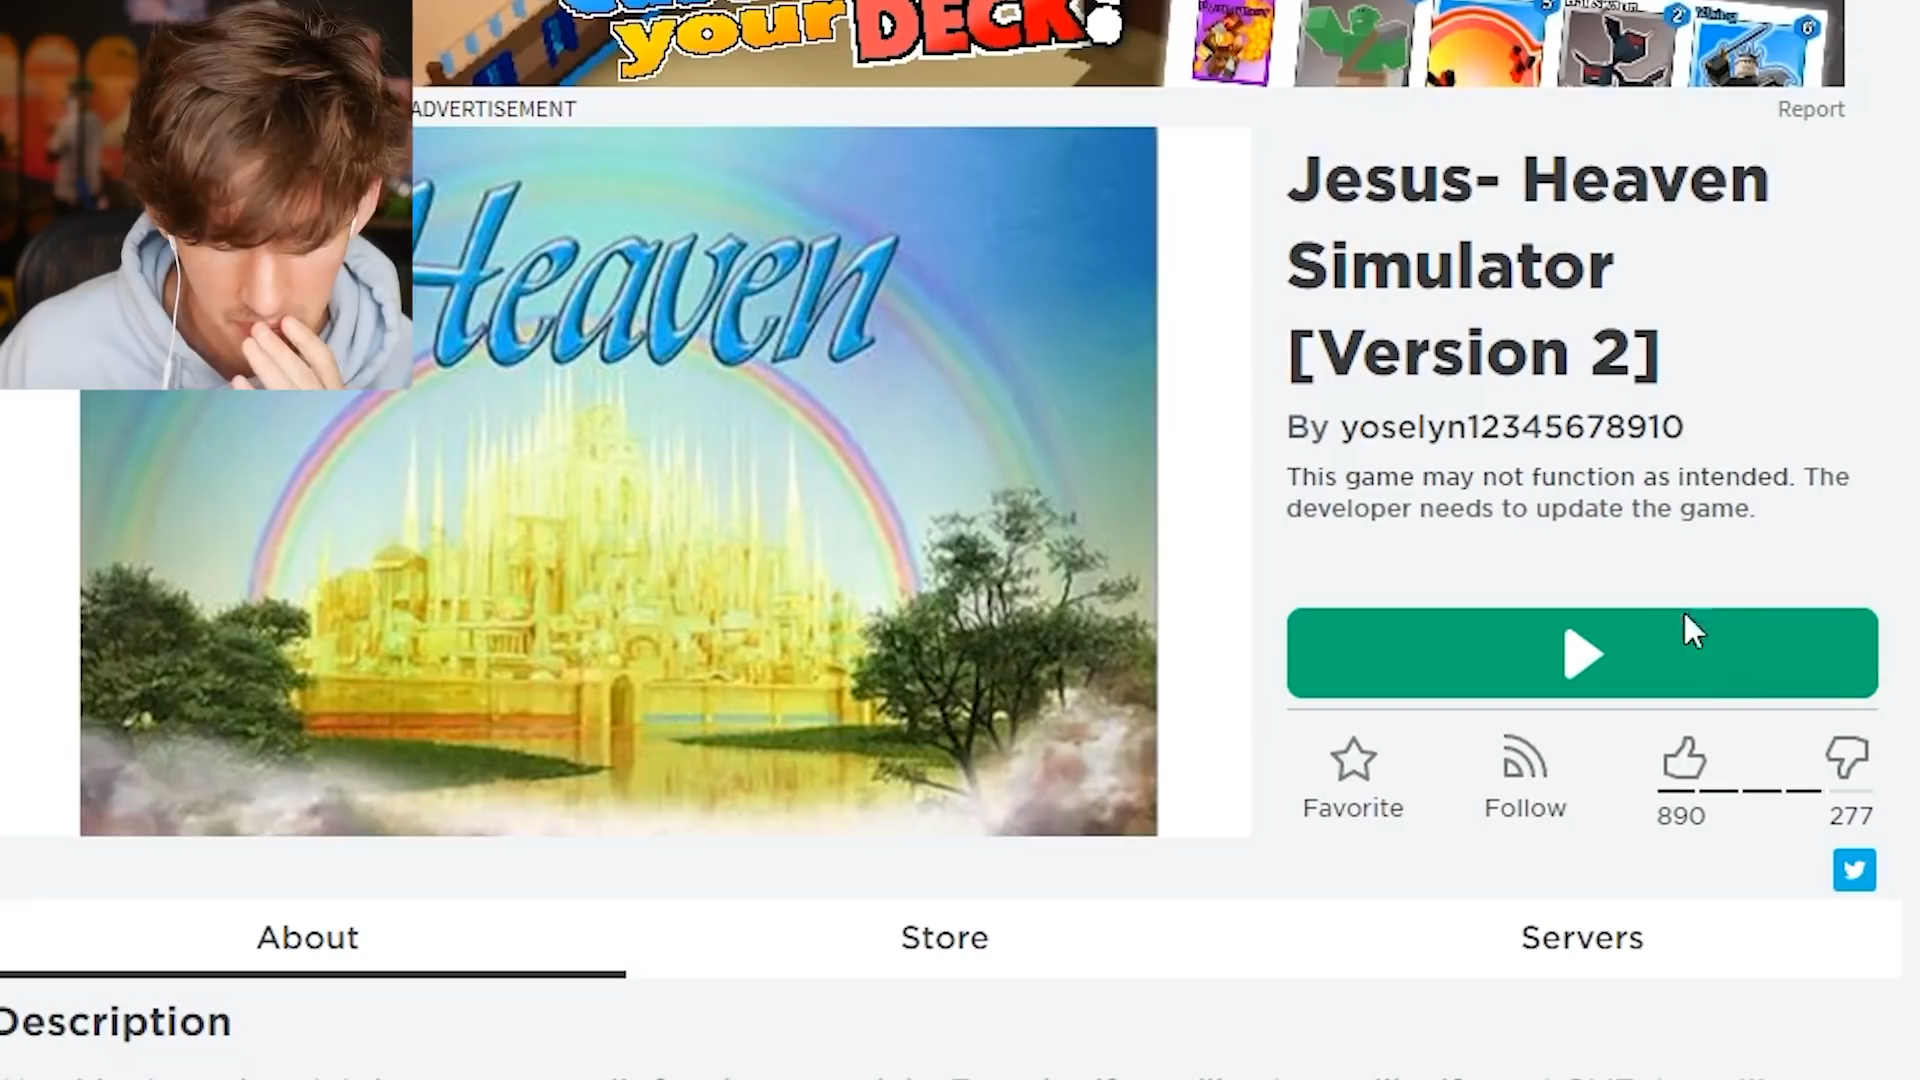 your DECK!
ADVERTISEMENT
Report
Heaven
Jesus- Heaven
Simulator
[Version 2]
By yoselyn12345678910
This game may not function as intended. The
developer needs to update the game.
Favorite
Follow
890
277
About
Store
Servers
Description